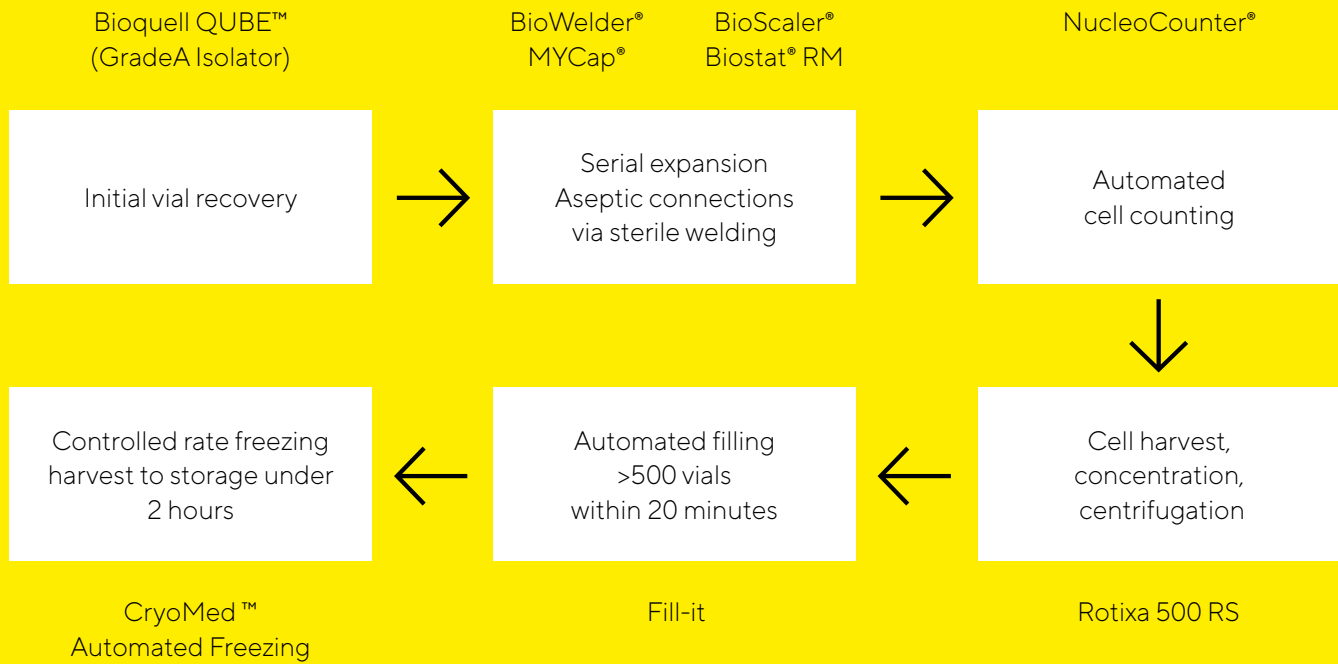 Bioquell QUBE™
(GradeA Isolator)
BioWelder®
MYCap®
BioScaler®
Biostat® RM
NucleoCounter®
Initial vial recovery
Serial expansion
Aseptic connections
via sterile welding
Automated
cell counting
Controlled rate freezing
harvest to storage under
2 hours
Automated filling
>500 vials
within 20 minutes
Cell harvest,
concentration,
centrifugation
CryoMed ™
Automated Freezing
Fill-it
Rotixa 500 RS